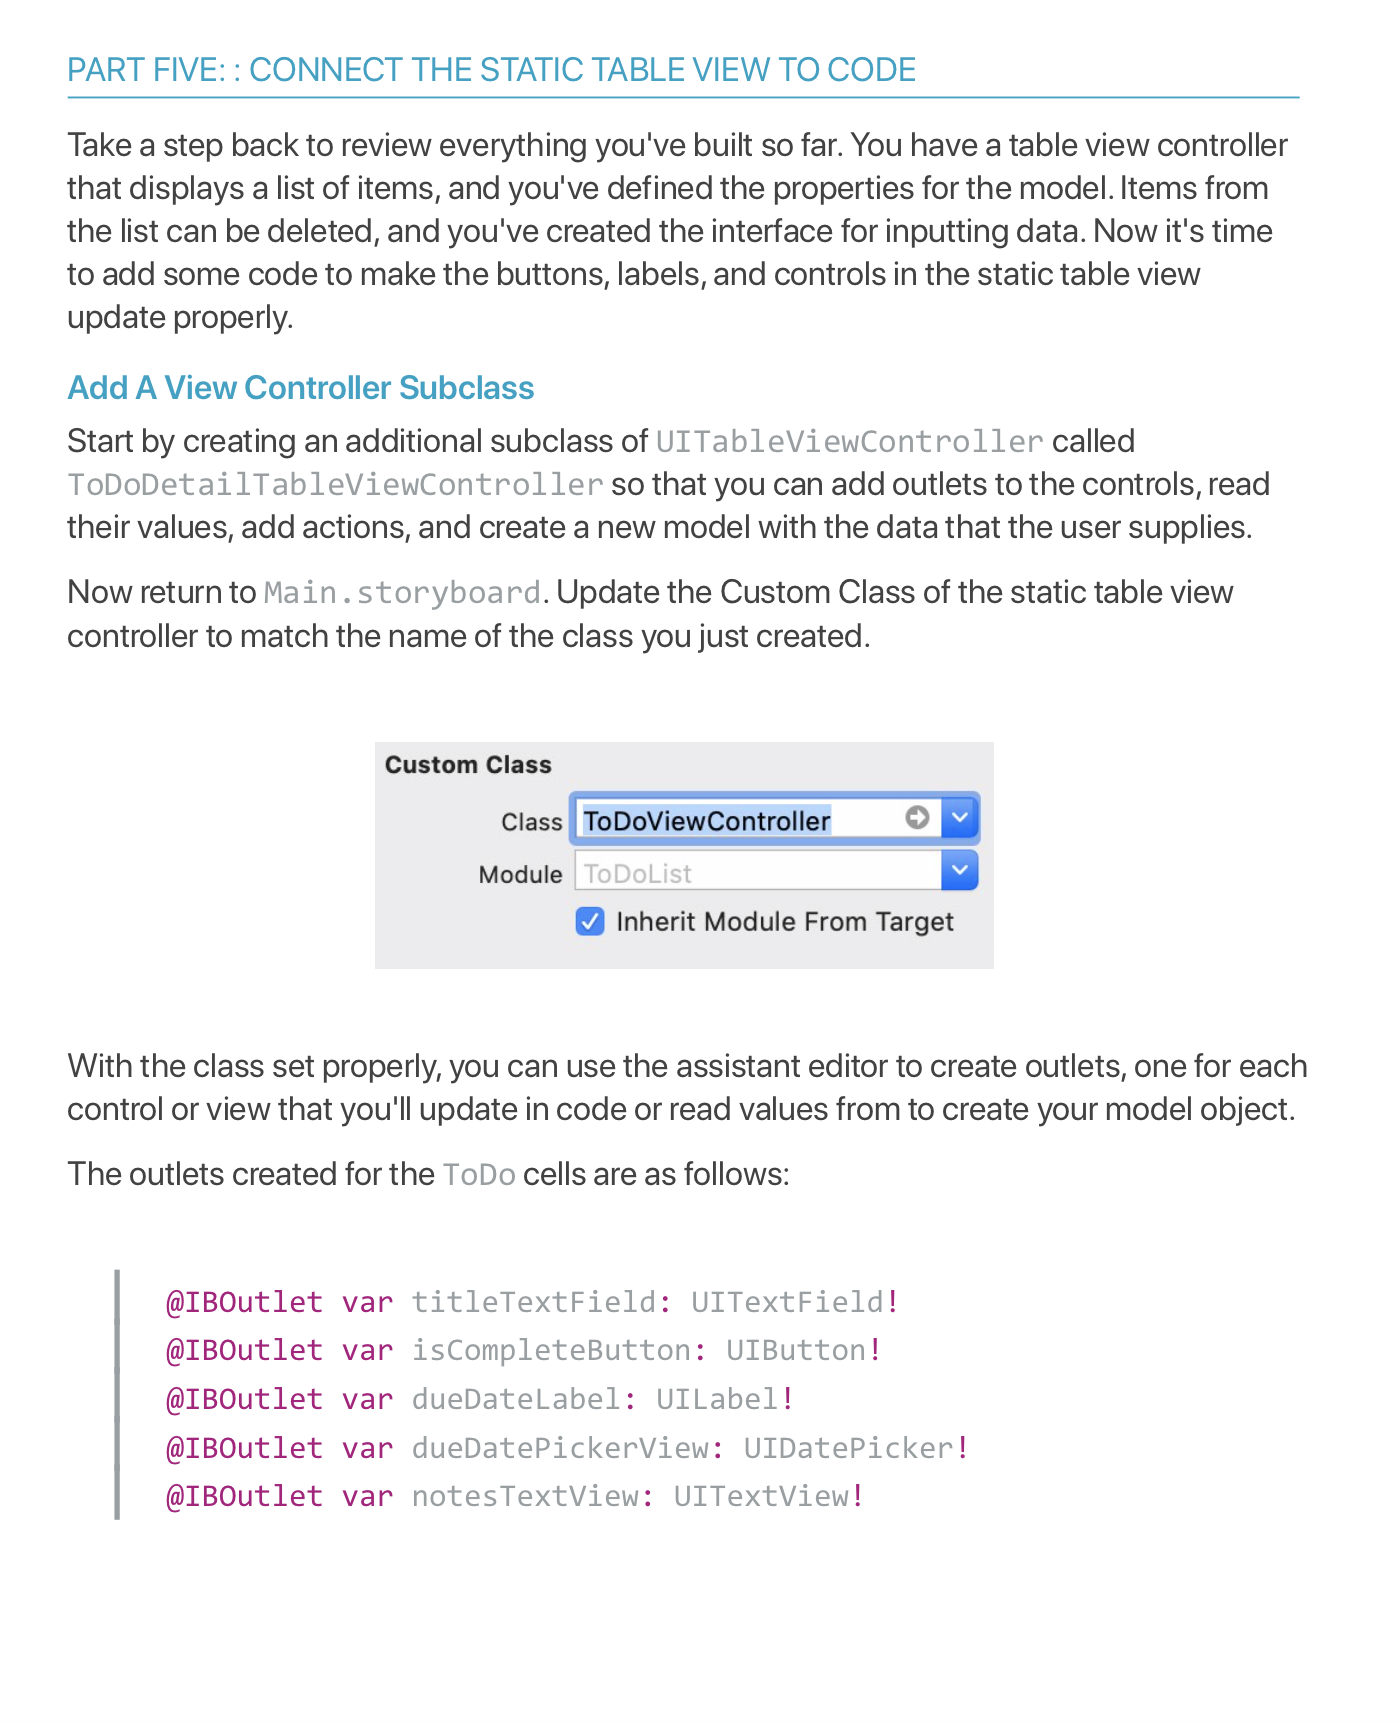 PART FIVE: : CONNECT THE STATIC TABLE VIEW TO CODE
Take a step back to review everything you've built so far. You have a table view controller
that displays a list of items, and you've defined the properties for the model. Items from
the list can be deleted, and you've created the interface for inputting data. Now it's time
to add some code to make the buttons, labels, and controls in the static table view
update properly.
Add A View Controller Subclass
Start by creating an additional subclass of UITableViewController called
ToDoDetailTableViewController so that you can add outlets to the controls, read
their values, add actions, and create a new model with the data that the user supplies.
Now return to Main.storyboard. Update the Custom Class of the static table view
controller to match the name of the class you just created.
Custom Class
Class ToDoViewController
Module ToDoList
Inherit Module From Target
With the class set properly, you can use the assistant editor to create outlets, one for each
control or view that you'll update in code or read values from to create your model object.
The outlets created for the ToDo cells are as follows:
@IBOutlet var titleTextField: UITextField!
@IBOutlet var isCompleteButton: UIButton!
@IBOutlet var dueDateLabel: UILabel!
@IBOutlet var dueDatePickerView: UIDatePicker!
@IBOutlet var notesTextView: UITextView!